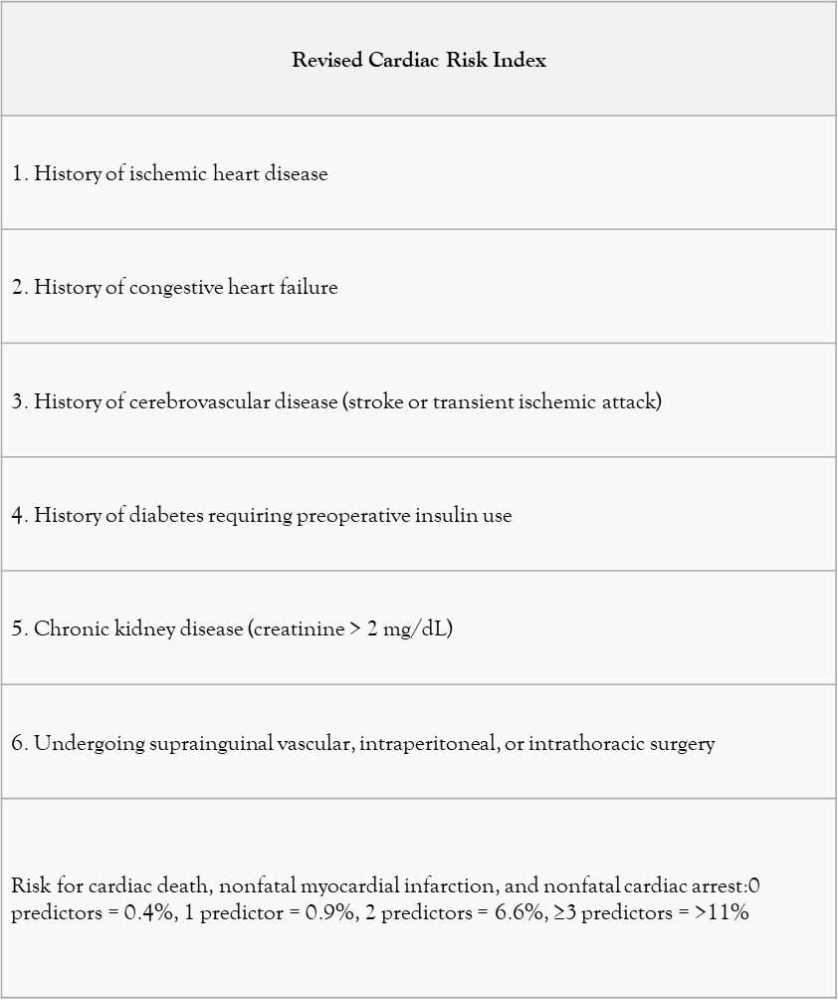 Revised Cardiac Risk Index
1. History of ischemic heart disease
2. History of congestive heart failure
3. History of cerebrovascular disease (stroke or transient ischemic attack)
4. History of diabetes requiring preoperative insulin use
5. Chronic kidney disease (creatinine > 2 mg/dL)
6. Undergoing suprainguinal vascular, intraperitoneal, or intrathoracic surgery
Risk for cardiac death, nonfatal myocardial infarction, and nonfatal cardiac arrest:0
predictors = 0.4%, 1 predictor = 0.9%, 2 predictors = 6.6%, ≥3 predictors = >11%